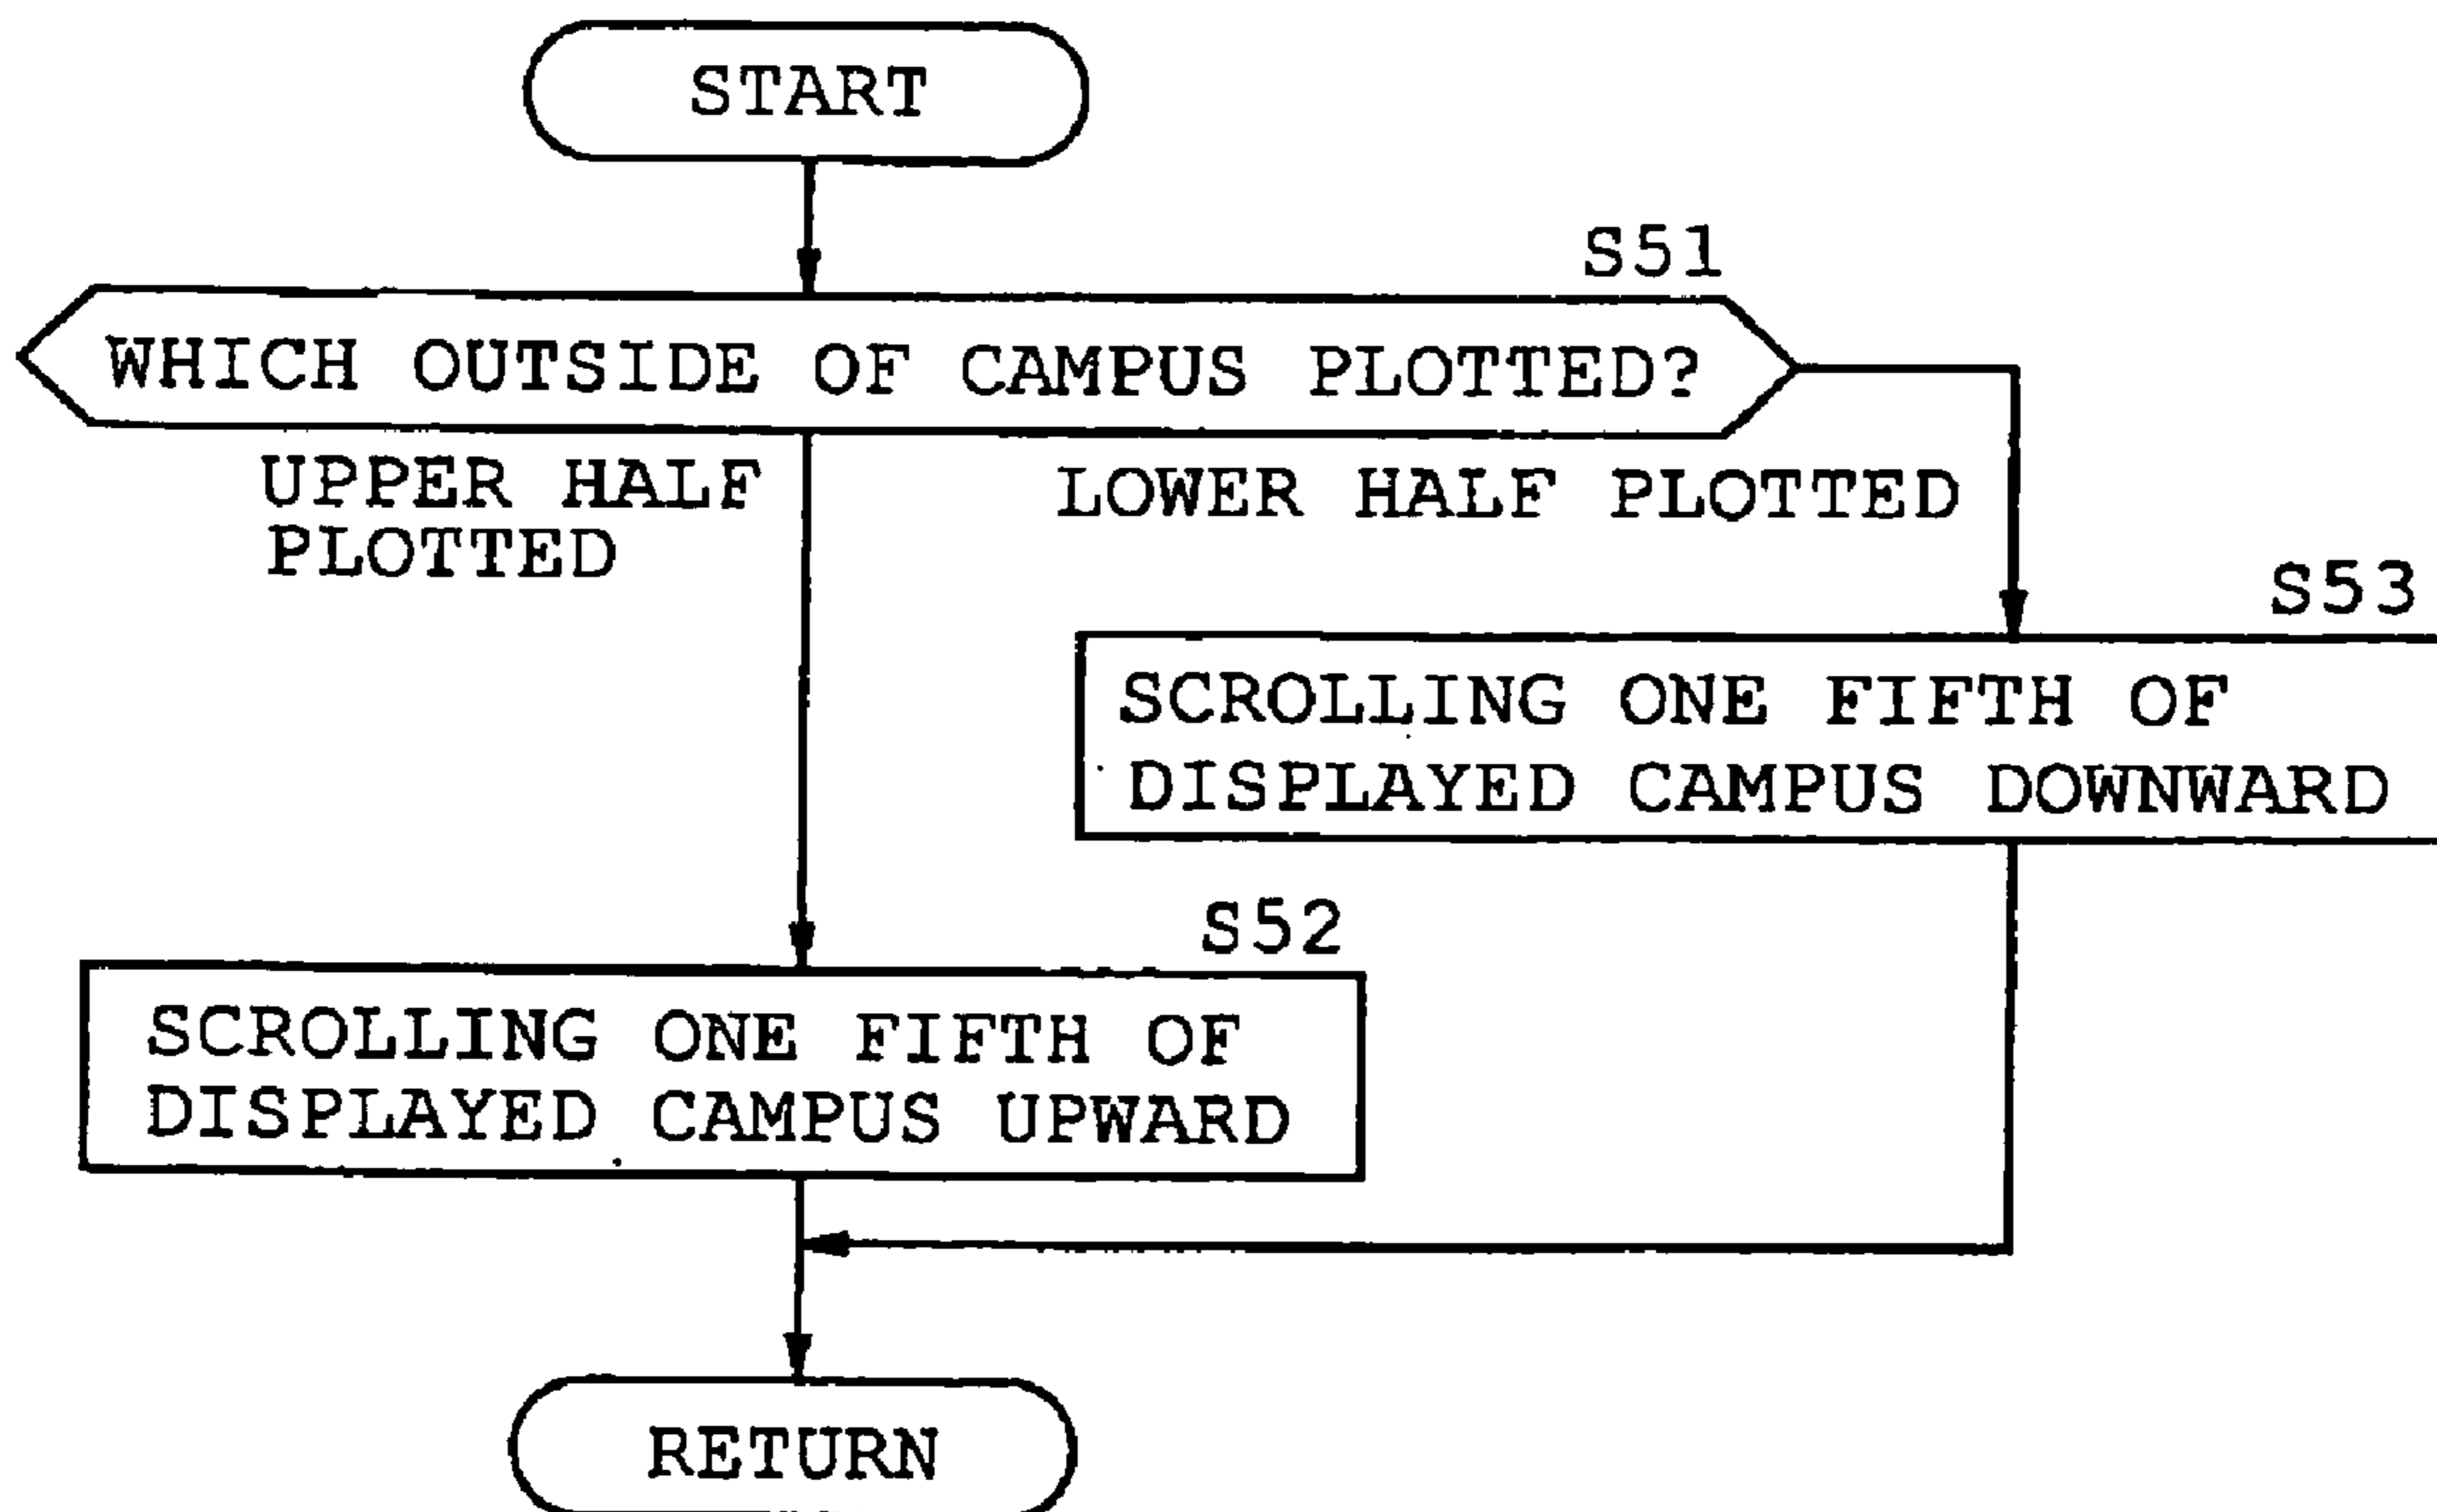 START
S51
WHICH OUTSIDE OF CAMPUS PLOTTED?
UPPER HALF
PLOTTED
LOWER HALF PLOTTED
S53
SCROLLING ONE FIFTH OF
DISPLAYED CAMPUS DOWNWARD
S52
SCROLLING ONE FIFTH OF
DISPLAYED CAMPUS UPWARD
RETURN